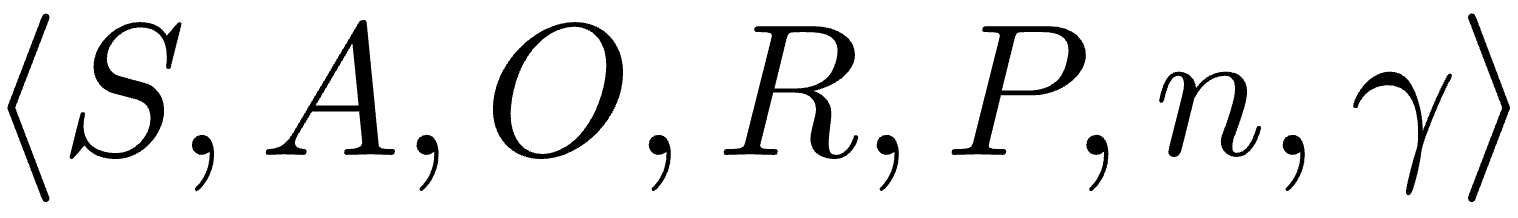 ⟨S, A, O, R, P, n, γ⟩